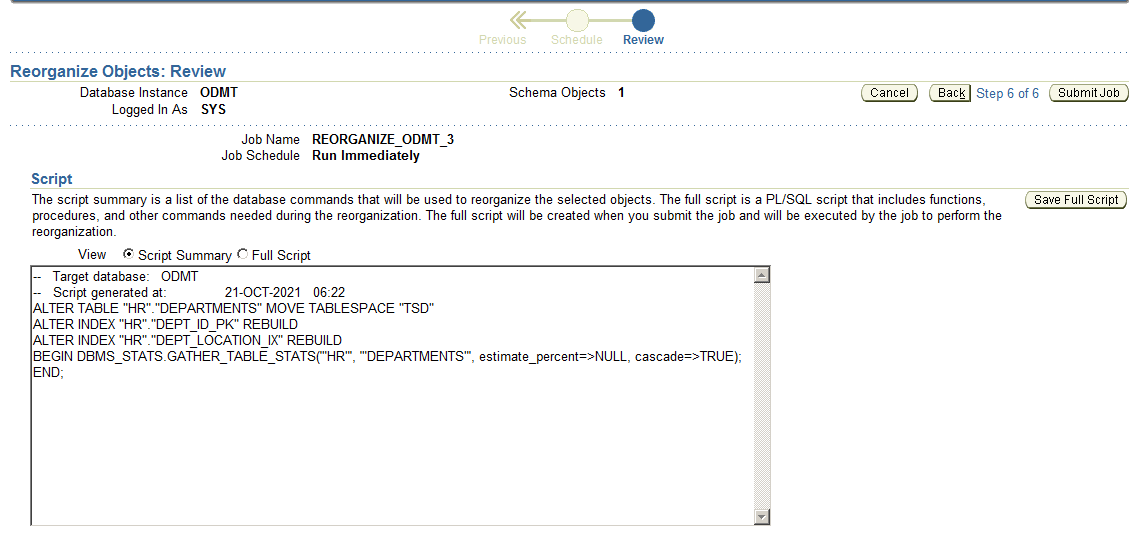 Previous Schedule Review
Reorganize Objects: Review
Database Instance ODMT Schema Objects 1 Cancel Back Step 6 of 6 Submit Job
Logged In As SYS
Job Name REORGANIZE_ODMT_3
Job Schedule Run Immediately
Script
The script summary is a list of the database commands that will be used to reorganize the selected objects. The full script is a PL/SQL script that includes functions, Save Full Script
procedures, and other commands needed during the reorganization. The full script will be created when you submit the job and will be executed by the job to perform the
reorganization.
View Script Summary Full Script
-- Target database: ODMT
-- Script generated at: 21-OCT-2021 06:22
ALTER TABLE "HR"."DEPARTMENTS" MOVE TABLESPACE "TSD"
ALTER INDEX "HR"."DEPT_ID_PK" REBUILD
ALTER INDEX "HR"."DEPT_LOCATION_IX" REBUILD
BEGIN DBMS_STATS.GATHER_TABLE_STATS('"HR"', '"DEPARTMENTS"', estimate_percent=>NULL, cascade=>TRUE);
END;